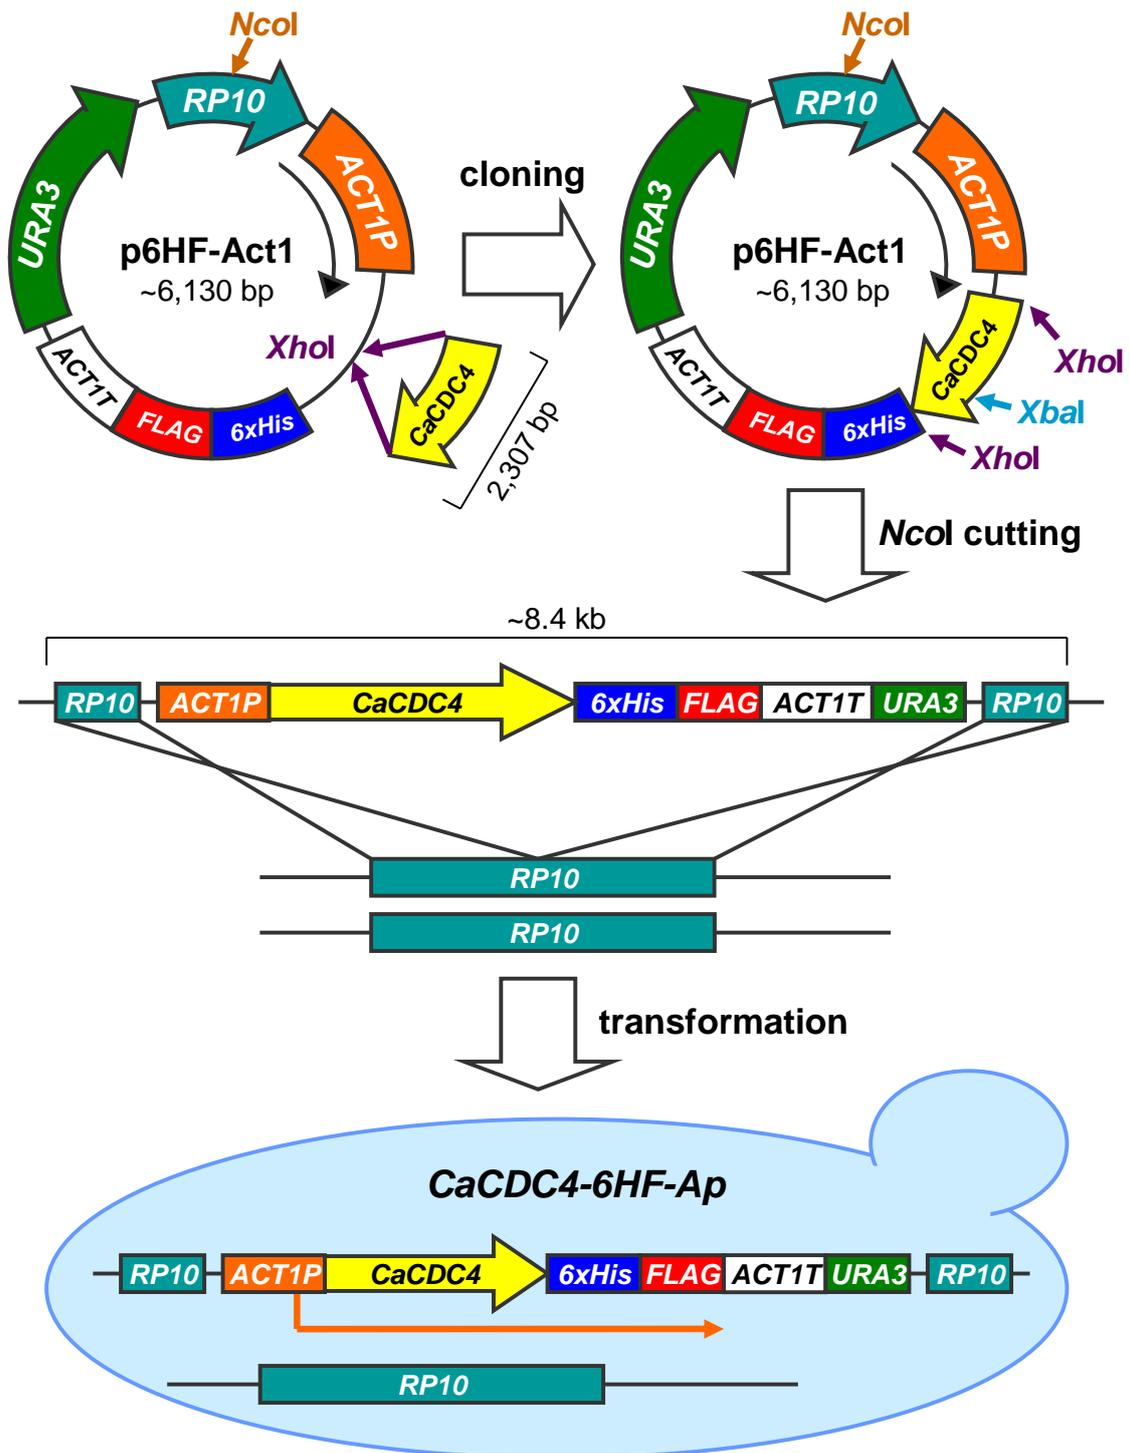 NcoI
RP10
ACT1P
URA3
p6HF-Act1
~6,130 bp
XhoI
CaCDC4
2,307 bp
ACT1T
FLAG
6xHis
cloning
NcoI
RP10
ACT1P
URA3
p6HF-Act1
~6,130 bp
CaCDC4
XhoI
XbaI
XhoI
ACT1T
FLAG
6xHis
NcoI cutting
~8.4 kb
RP10 ACT1P CaCDC4 6xHis FLAG ACT1T URA3 RP10
RP10
RP10
transformation
CaCDC4-6HF-Ap
RP10 ACT1P CaCDC4 6xHis FLAG ACT1T URA3 RP10
RP10